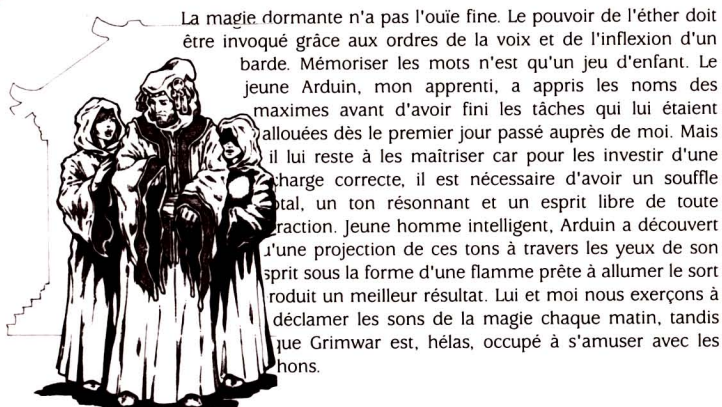 La magie dormante n'a pas l'ouïe fine. Le pouvoir de l'éther doit
être invoqué grâce aux ordres de la voix et de l'inflexion d'un
barde. Mémoriser les mots n'est qu'un jeu d'enfant. Le
jeune Arduin, mon apprenti, a appris les noms des
maximes avant d'avoir fini les tâches qui lui étaient
allouées dès le premier jour passé auprès de moi. Mais
il lui reste à les maîtriser car pour les investir d'une
charge correcte, il est nécessaire d'avoir un souffle
un ton résonnant et un esprit libre de toute
Jeune homme intelligent, Arduin a découvert
projection de ces tons à travers les yeux de son
sous la forme d'une flamme prête à allumer le sort
un meilleur résultat. Lui et moi nous exerçons à
déclamer les sons de la magie chaque matin, tandis
que Grimwar est, hélas, occupé à s'amuser avec les